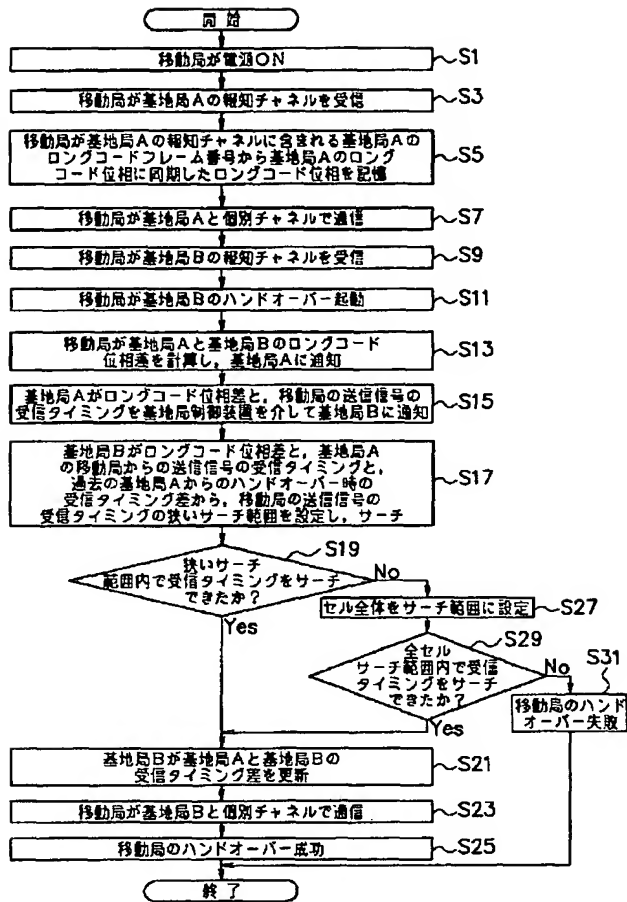 開始
移動局が電源ON
S1
移動局が基地局Aの報知チャネルを受信
S3
移動局が基地局Aの報知チャネルに含まれる基地局Aの
ロングコードフレーム番号から基地局Aのロング
コード位相に同期したロングコード位相を記憶
S5
移動局が基地局Aと個別チャネルで通信
S7
移動局が基地局Bの報知チャネルを受信
S9
移動局が基地局Bのハンドオーバー起動
S11
移動局が基地局Aと基地局Bのロングコード
位相差を計算し,基地局Aに通知
S13
基地局Aがロングコード位相差と,移動局の送信信号の
受信タイミングを基地局制御装置を介して基地局Bに通知
S15
基地局Bがロングコード位相差と,基地局A
の移動局からの送信信号の受信タイミングと,
過去の基地局Aからのハンドオーバー時の
受信タイミング差から,移動局の送信信号の
受信タイミングの狭いサーチ範囲を設定し,サーチ
S17
S19
狭いサーチ
範囲内で受信タイミングをサーチ
できたか?
No
Yes
セル全体をサーチ範囲に設定
S27
S29
全セル
サーチ範囲内で受信
タイミングをサーチ
できたか?
No
Yes
S31
移動局のハンド
オーバー失敗
基地局Bが基地局Aと基地局Bの
受信タイミング差を更新
S21
移動局が基地局Bと個別チャネルで通信
S23
移動局のハンドオーバー成功
S25
終了